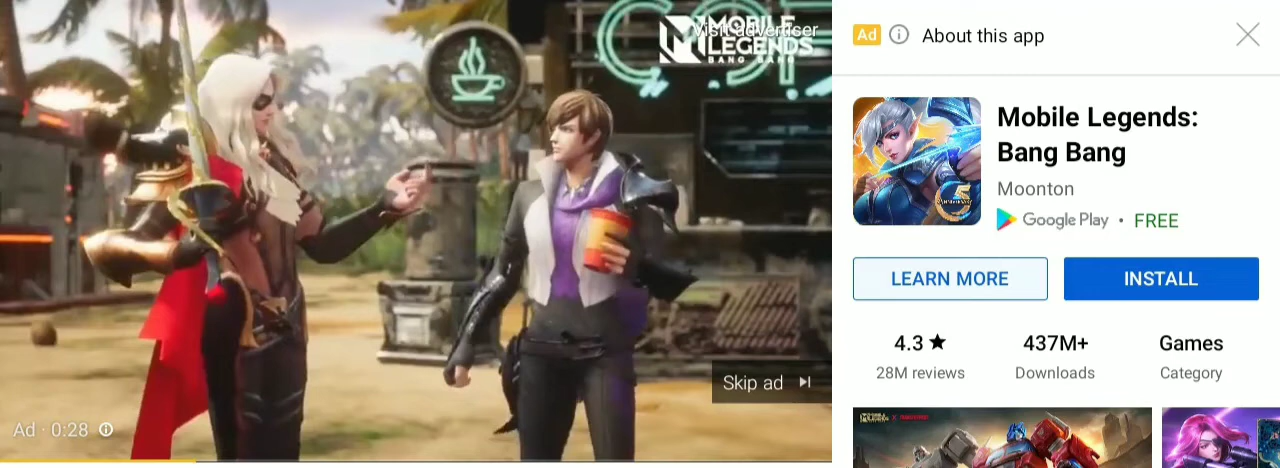 Visit advertiser
MOBILE
LEGENDS
BANG BANG
Skip ad
Ad · 0:28
Ad About this app
Mobile Legends:
Bang Bang
Moonton
Google Play • FREE
LEARN MORE
INSTALL
4.3 ★
28M reviews
437M+
Downloads
Games
Category